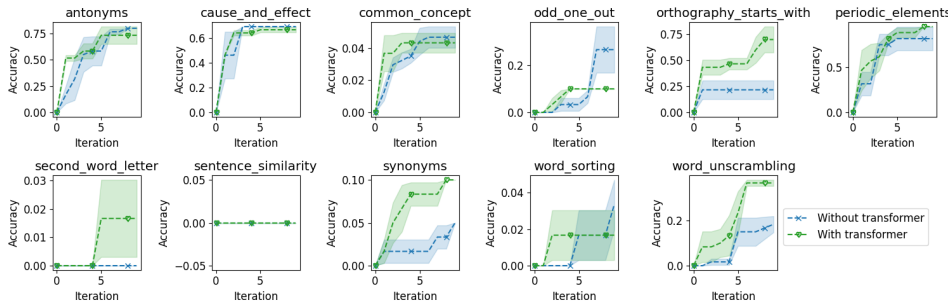 antonyms
cause_and_effect
common_concept
odd_one_out
orthography_starts_with
periodic_elements
Accuracy
0.75
0.50
0.25
0.00
0
5
Iteration
Accuracy
0.6
0.4
0.2
0.0
0
5
Iteration
Accuracy
0.04
0.02
0.00
0
5
Iteration
Accuracy
0.2
0.0
0
5
Iteration
Accuracy
0.75
0.50
0.25
0.00
0
5
Iteration
Accuracy
0.75
0.50
0.25
0.00
0
5
Iteration
second_word_letter
sentence_similarity
synonyms
word_sorting
word_unscrambling
Accuracy
0.03
0.02
0.01
0.00
0
5
Iteration
Accuracy
0.05
0.00
−0.05
0
5
Iteration
Accuracy
0.10
0.05
0.00
0
5
Iteration
Accuracy
0.04
0.02
0.00
0
5
Iteration
Accuracy
0.2
0.0
0
5
Iteration
Without transformer
With transformer